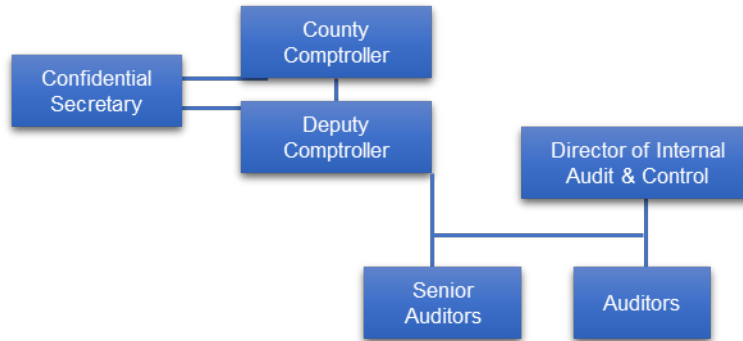 County
Comptroller
Confidential
Secretary
Deputy
Comptroller
Director of Internal
Audit & Control
Senior
Auditors
Auditors